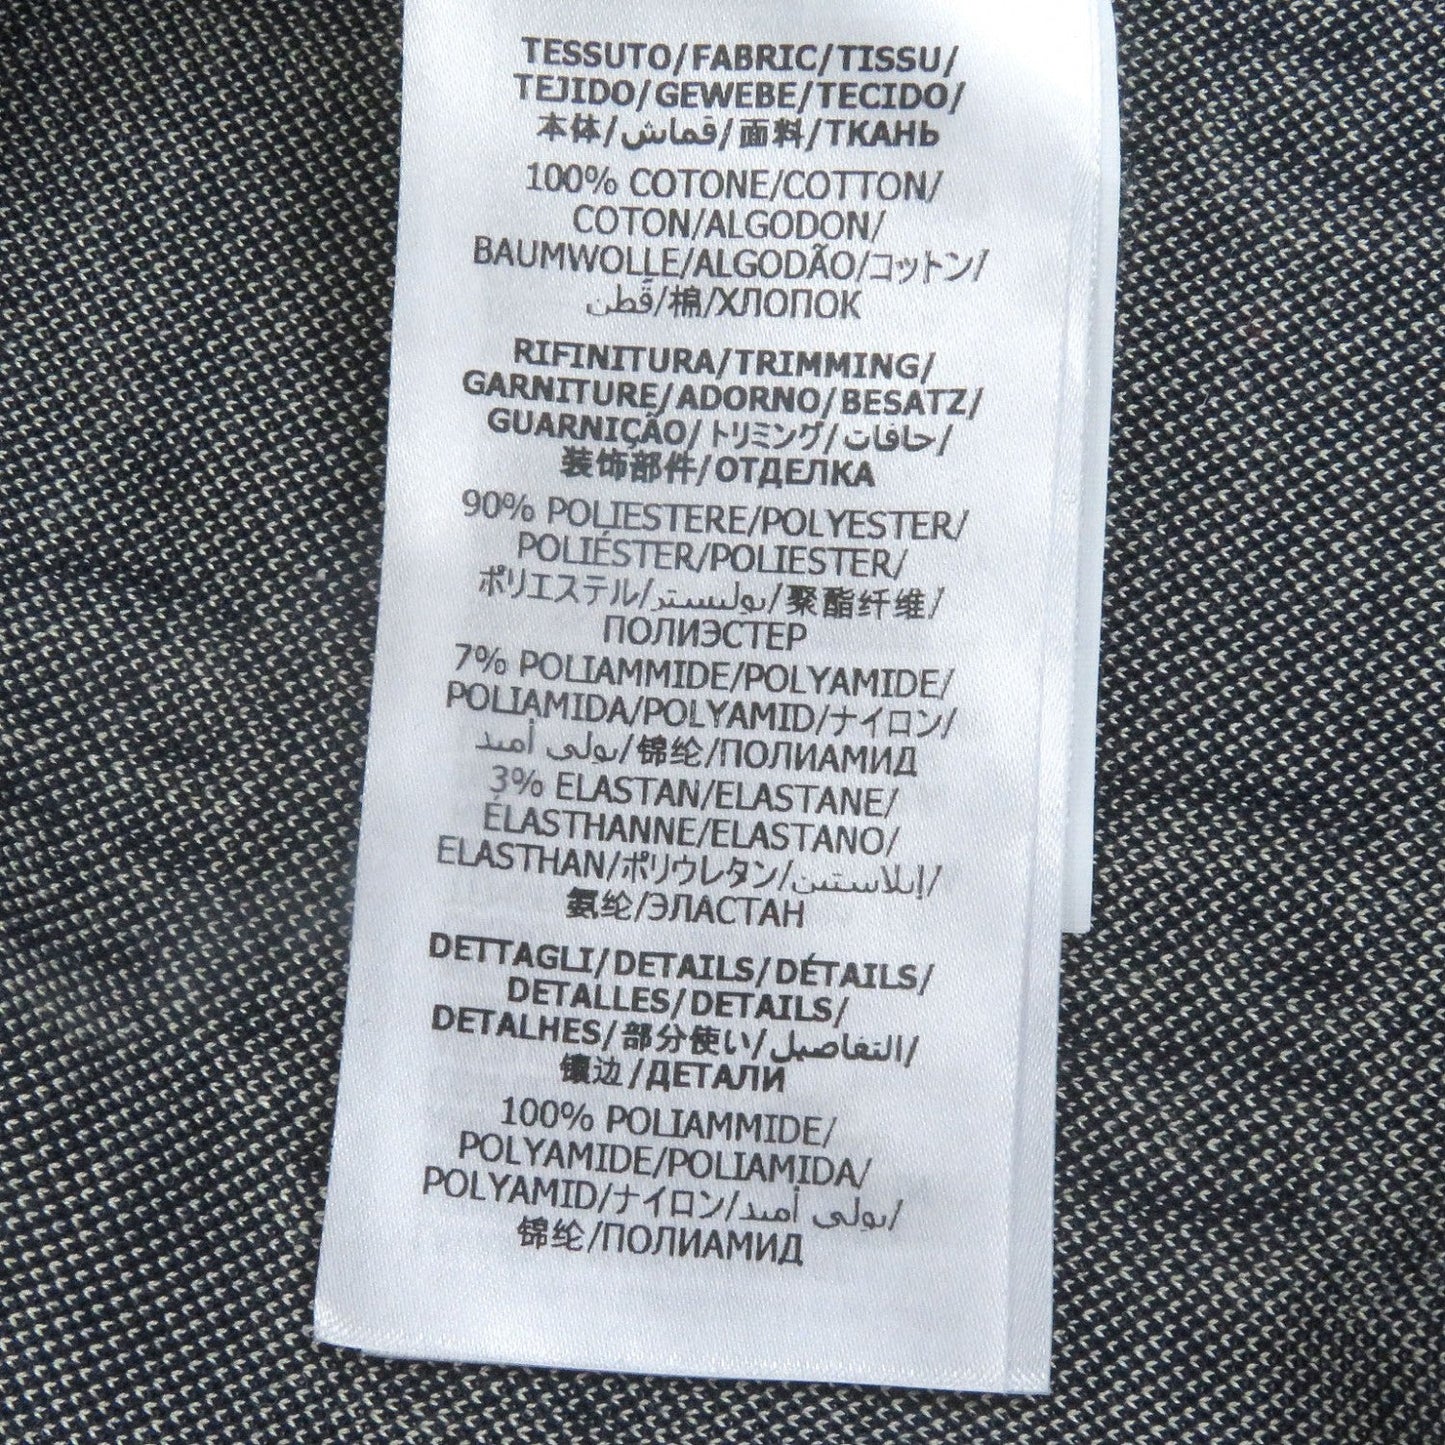 TESSUTO/FABRIC/TISSU/
TEJIDO/GEWEBE/TECIDO/
本体/قماش/面料/ТКАНЬ
100% COTONE/COTTON/
COTON/ALGODON/
BAUMWOLLE/ALGODÃO/コットン/
قُطن/棉/ХЛОПОК
RIFINITURA/TRIMMING/
GARNITURE/ADORNO/BESATZ/
GUARNIÇÃO/トリミング/حافات/
装饰部件/ОТДЕЛКА
90% POLIESTERE/POLYESTER/
POLIÉSTER/POLIESTER/
ポリエステル/بوليستر/聚酯纤维/
ПОЛИЭСТЕР
7% POLIAMMIDE/POLYAMIDE/
POLIAMIDA/POLYAMID/ナイロン/
بولي أميد/锦纶/ПОЛИАМИД
3% ELASTAN/ELASTANE/
ÉLASTHANNE/ELASTANO/
ELASTHAN/ポリウレタン/إيلاستين/
氨纶/ЭЛАСТАН
DETTAGLI/DETAILS/DÉTAILS/
DETALLES/DETAILS/
DETALHES/部分使い/التفاصيل/
镶边/ДЕТАЛИ
100% POLIAMMIDE/
POLYAMIDE/POLIAMIDA/
POLYAMID/ナイロン/بولي أميد/
锦纶/ПОЛИАМИД